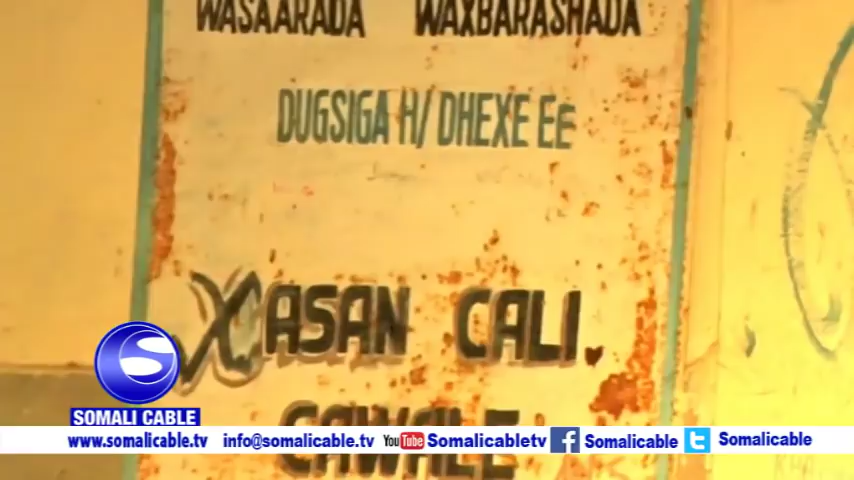 WASAARADA WAXBARASHADA
DUGSIGA H/ DHEXE EE
XASAN CALI
CAWALE
SOMALI CABLE
www.somalicable.tv info@somalicable.tv YouTube Somalicabletv Somalicable Somalicable